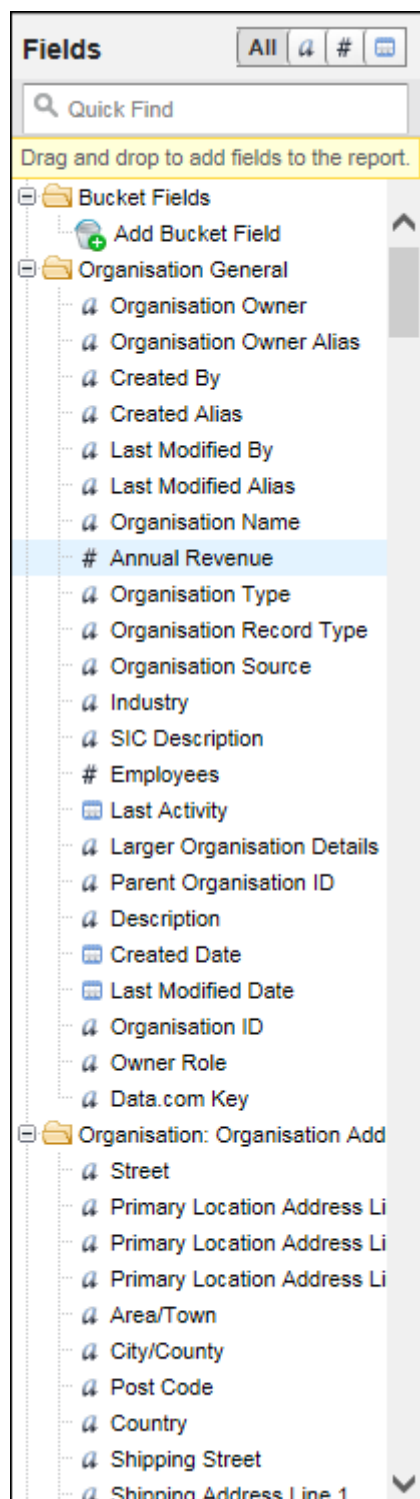 Fields All a #
Quick Find
Drag and drop to add fields to the report.
Bucket Fields
Add Bucket Field
Organisation General
a Organisation Owner
a Organisation Owner Alias
a Created By
a Created Alias
a Last Modified By
a Last Modified Alias
a Organisation Name
# Annual Revenue
a Organisation Type
a Organisation Record Type
a Organisation Source
a Industry
a SIC Description
# Employees
Last Activity
a Larger Organisation Details
a Parent Organisation ID
a Description
Created Date
Last Modified Date
a Organisation ID
a Owner Role
a Data.com Key
Organisation: Organisation Add
a Street
a Primary Location Address Li
a Primary Location Address Li
a Primary Location Address Li
a Area/Town
a City/County
a Post Code
a Country
a Shipping Street
a Shipping Address Line 1